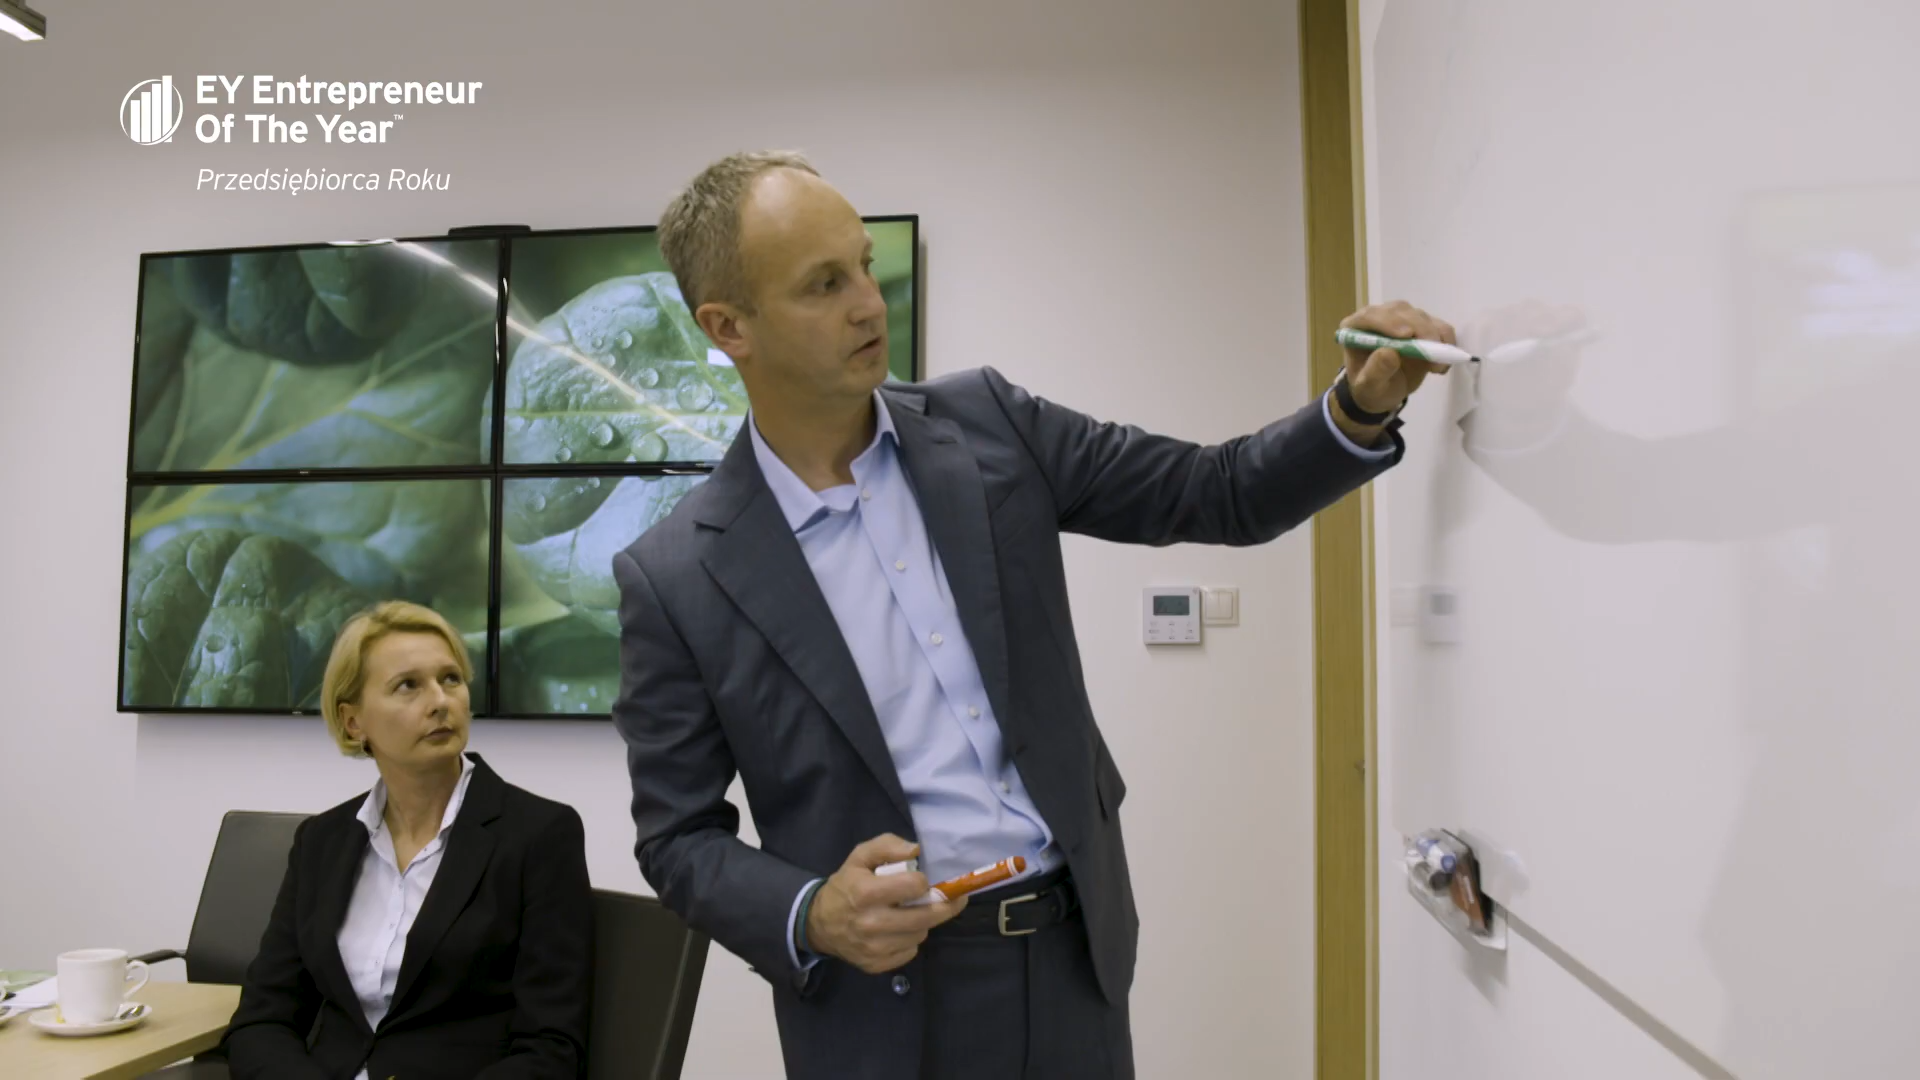 EY Entrepreneur
Of The Year™
Przedsiębiorca Roku